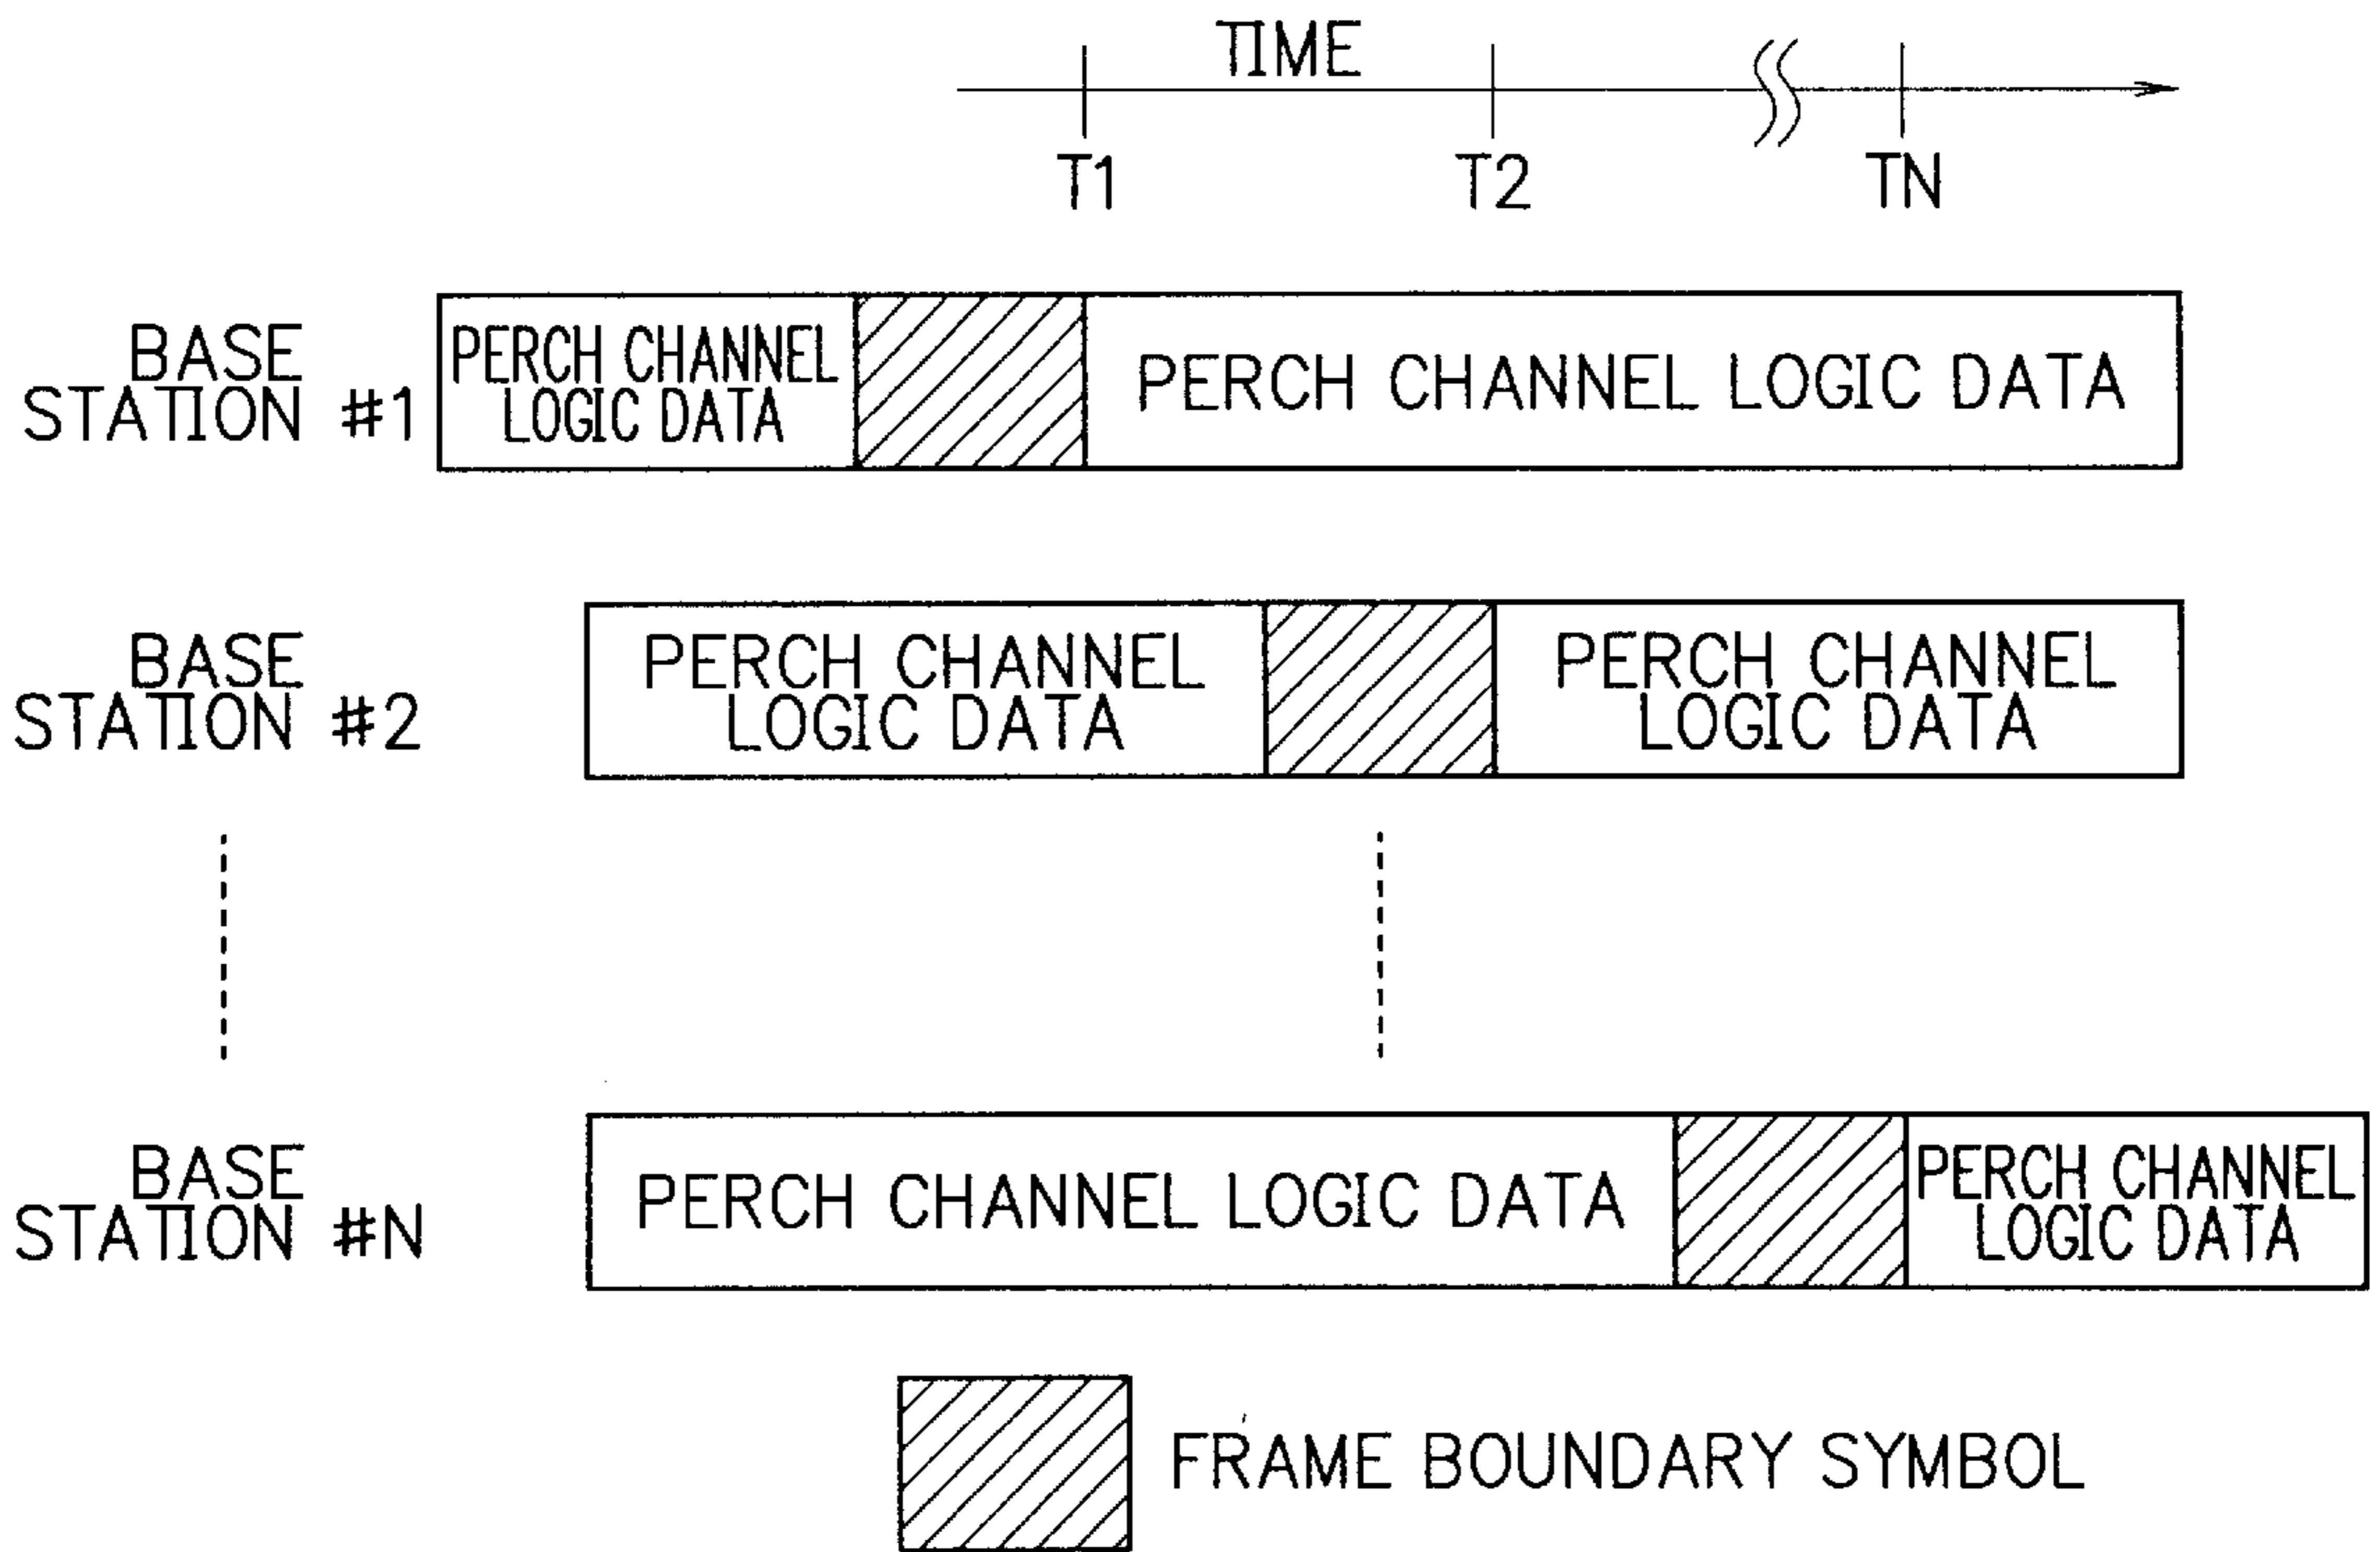 TIME
T1
T2
TN
BASE
STATION #1
PERCH CHANNEL
LOGIC DATA
PERCH CHANNEL LOGIC DATA
BASE
STATION #2
PERCH CHANNEL
LOGIC DATA
PERCH CHANNEL
LOGIC DATA
BASE
STATION #N
PERCH CHANNEL LOGIC DATA
PERCH CHANNEL
LOGIC DATA
FRAME BOUNDARY SYMBOL